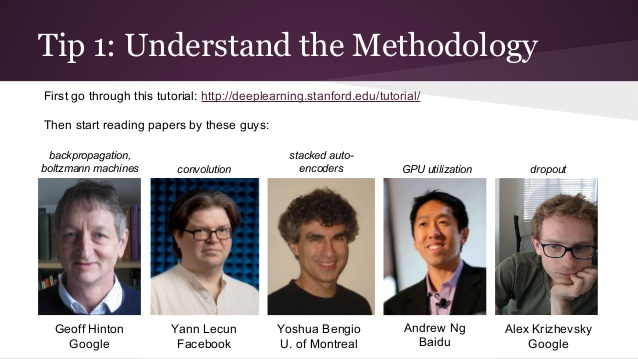 Tip 1: Understand the Methodology
First go through this tutorial: http://deeplearning.stanford.edu/tutorial/
Then start reading papers by these guys:
backpropagation,
boltzmann machines
convolution
stacked auto-
encoders
GPU utilization
dropout
Geoff Hinton
Google
Yann Lecun
Facebook
Yoshua Bengio
U. of Montreal
Andrew Ng
Baidu
Alex Krizhevsky
Google